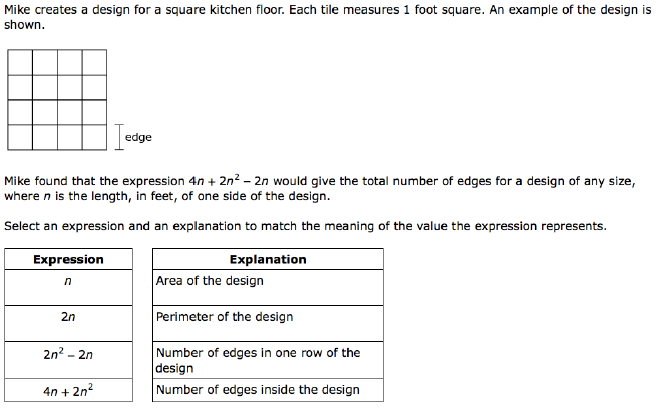 Mike creates a design for a square kitchen floor. Each tile measures 1 foot square. An example of the design is
shown.
edge
Mike found that the expression 4n + 2n² – 2n would give the total number of edges for a design of any size,
where n is the length, in feet, of one side of the design.
Select an expression and an explanation to match the meaning of the value the expression represents.
Expression
n
2n
2n² – 2n
4n + 2n²
Explanation
Area of the design
Perimeter of the design
Number of edges in one row of the
design
Number of edges inside the design